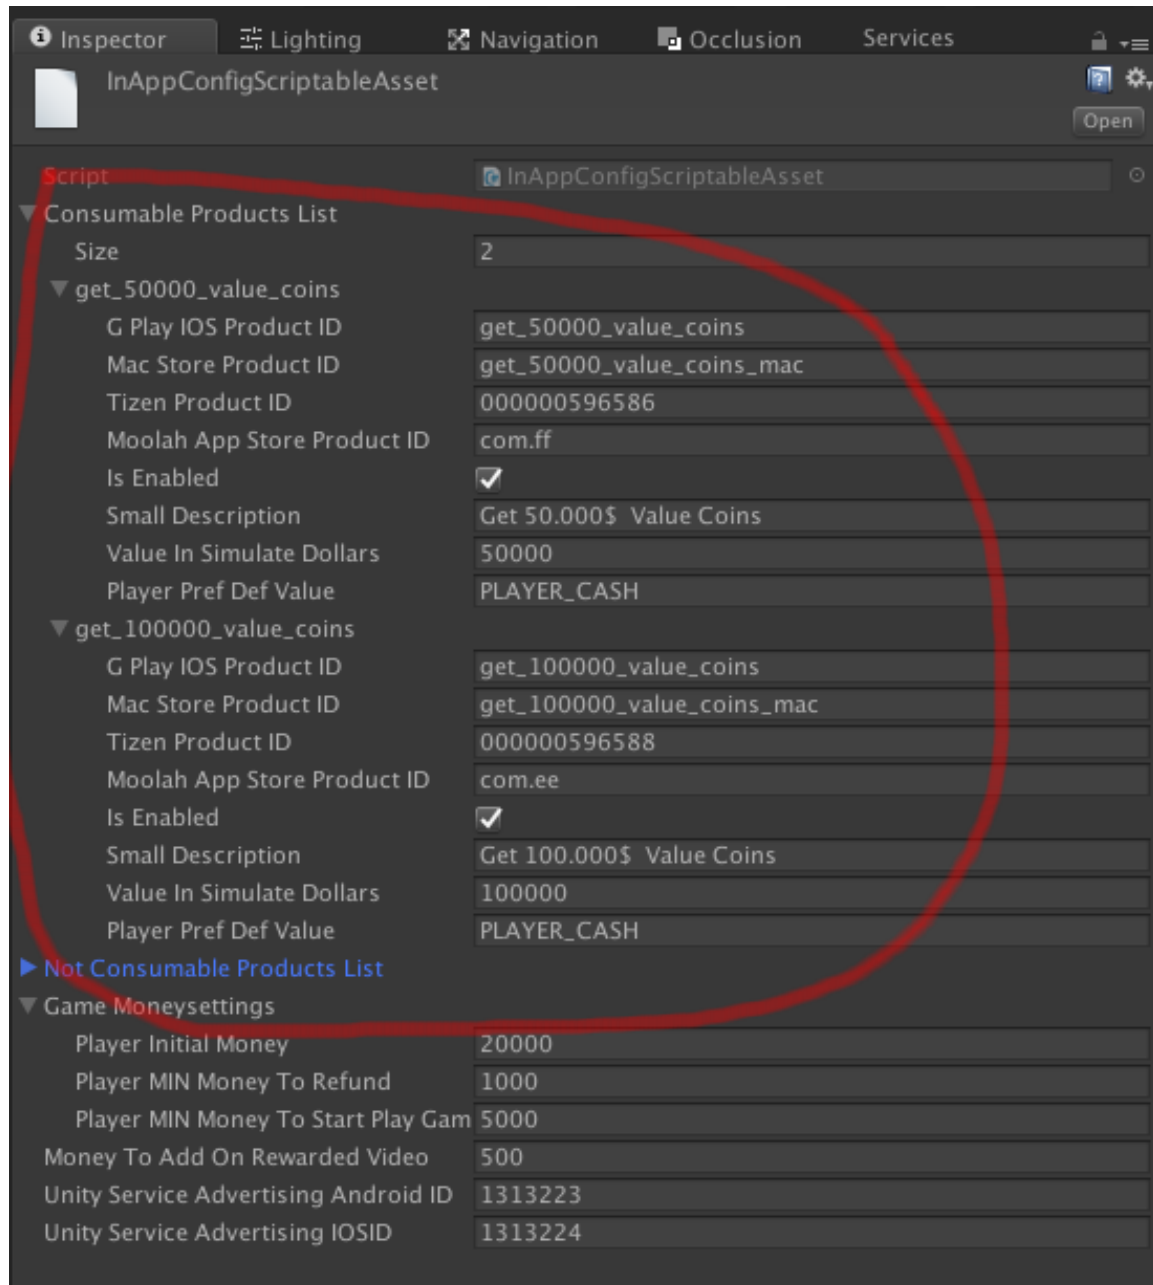 Inspector Lighting Navigation Occlusion Services
InAppConfigScriptableAsset
Open
Script InAppConfigScriptableAsset
Consumable Products List
Size 2
get_50000_value_coins
G Play IOS Product ID get_50000_value_coins
Mac Store Product ID get_50000_value_coins_mac
Tizen Product ID 000000596586
Moolah App Store Product ID com.ff
Is Enabled
Small Description Get 50.000$  Value Coins
Value In Simulate Dollars 50000
Player Pref Def Value PLAYER_CASH
get_100000_value_coins
G Play IOS Product ID get_100000_value_coins
Mac Store Product ID get_100000_value_coins_mac
Tizen Product ID 000000596588
Moolah App Store Product ID com.ee
Is Enabled
Small Description Get 100.000$  Value Coins
Value In Simulate Dollars 100000
Player Pref Def Value PLAYER_CASH
Not Consumable Products List
Game Moneysettings
Player Initial Money 20000
Player MIN Money To Refund 1000
Player MIN Money To Start Play Gam 5000
Money To Add On Rewarded Video 500
Unity Service Advertising Android ID 1313223
Unity Service Advertising IOSID 1313224